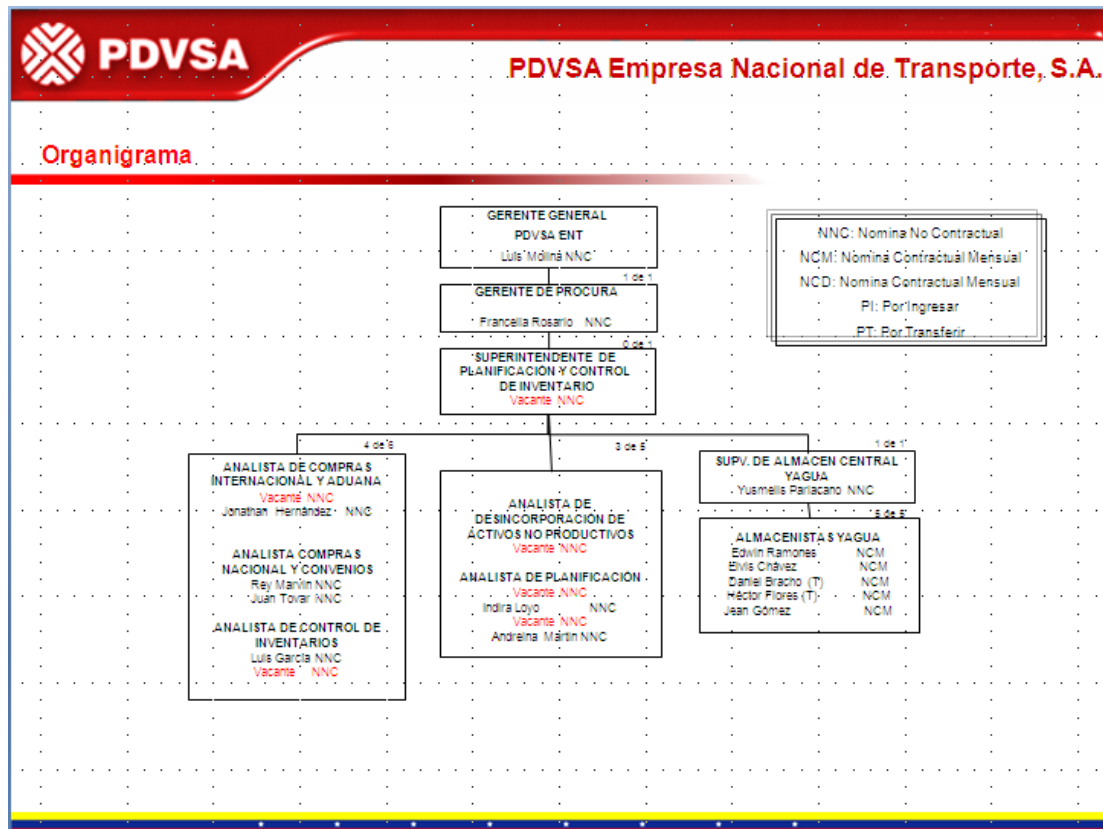 PDVSA
PDVSA Empresa Nacional de Transporte, S.A.
Organigrama
GERENTE GENERAL
PDVSA ENT
Luis Molina NNC
1 de 1
GERENTE DE PROCURA
Francelia Rosario NNC
0 de 1
SUPERINTENDENTE DE
PLANIFICACIÓN Y CONTROL
DE INVENTARIO
Vacante NNC
NNC: Nomina No Contractual
NCM: Nomina Contractual Mensual
NCD: Nomina Contractual Mensual
PI: Por Ingresar
PT: Por Transferir
4 de 6
ANALISTA DE COMPRAS
INTERNACIONAL Y ADUANA
Vacante NNC
Jonathan Hernández NNC
ANALISTA COMPRAS
NACIONAL Y CONVENIOS
Rey Marvin NNC
Juan Tovar NNC
ANALISTA DE CONTROL DE
INVENTARIOS
Luis García NNC
Vacante NNC
3 de 5
ANALISTA DE
DESINCORPORACIÓN DE
ACTIVOS NO PRODUCTIVOS
Vacante NNC
ANALISTA DE PLANIFICACIÓN
Vacante NNC
Indira Loyo NNC
Vacante NNC
Andreina Martin NNC
1 de 1
SUPV. DE ALMACEN CENTRAL
YAGUA
Yusmelis Pariacano NNC
5 de 5
ALMACENISTAS YAGUA
Edwin Ramones NCM
Elvis Chávez NCM
Daniel Bracho (T) NCM
Héctor Flores (T) NCM
Jean Gómez NCM